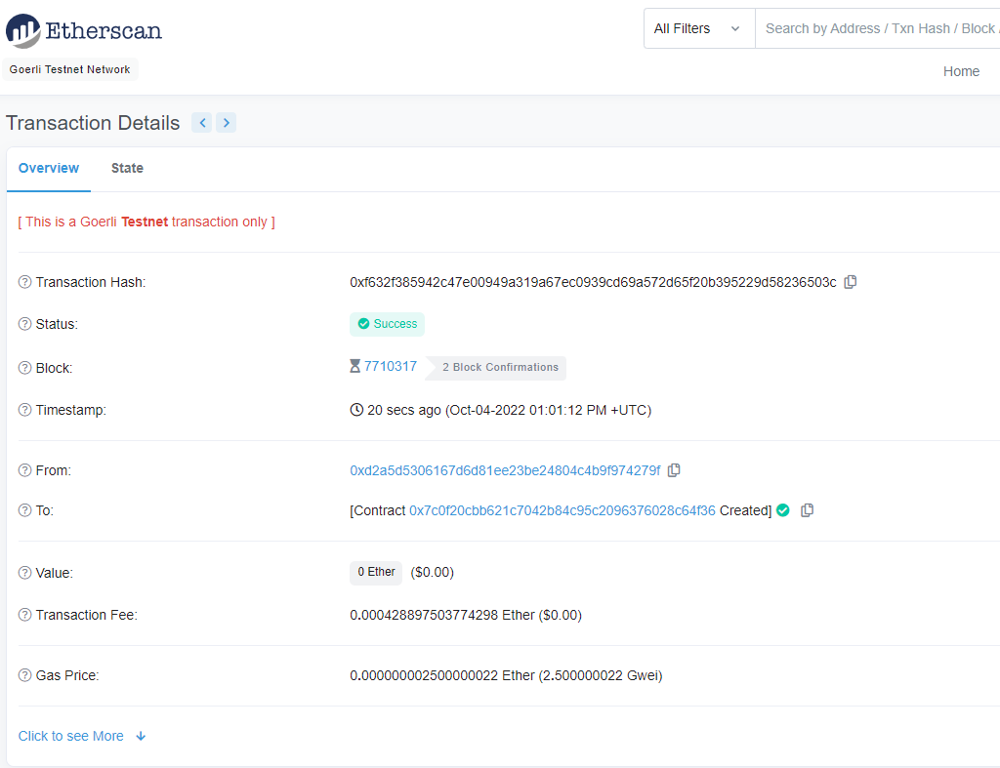 Etherscan
All Filters
Search by Address / Txn Hash / Block /
Goerli Testnet Network
Home
Transaction Details
Overview State
[ This is a Goerli Testnet transaction only ]
Transaction Hash: 0xf632f385942c47e00949a319a67ec0939cd69a572d65f20b395229d58236503c
Status: Success
Block: 7710317 2 Block Confirmations
Timestamp: 20 secs ago (Oct-04-2022 01:01:12 PM +UTC)
From: 0xd2a5d5306167d6d81ee23be24804c4b9f974279f
To: [Contract 0x7c0f20cbb621c7042b84c95c2096376028c64f36 Created]
Value: 0 Ether ($0.00)
Transaction Fee: 0.000428897503774298 Ether ($0.00)
Gas Price: 0.000000002500000022 Ether (2.500000022 Gwei)
Click to see More